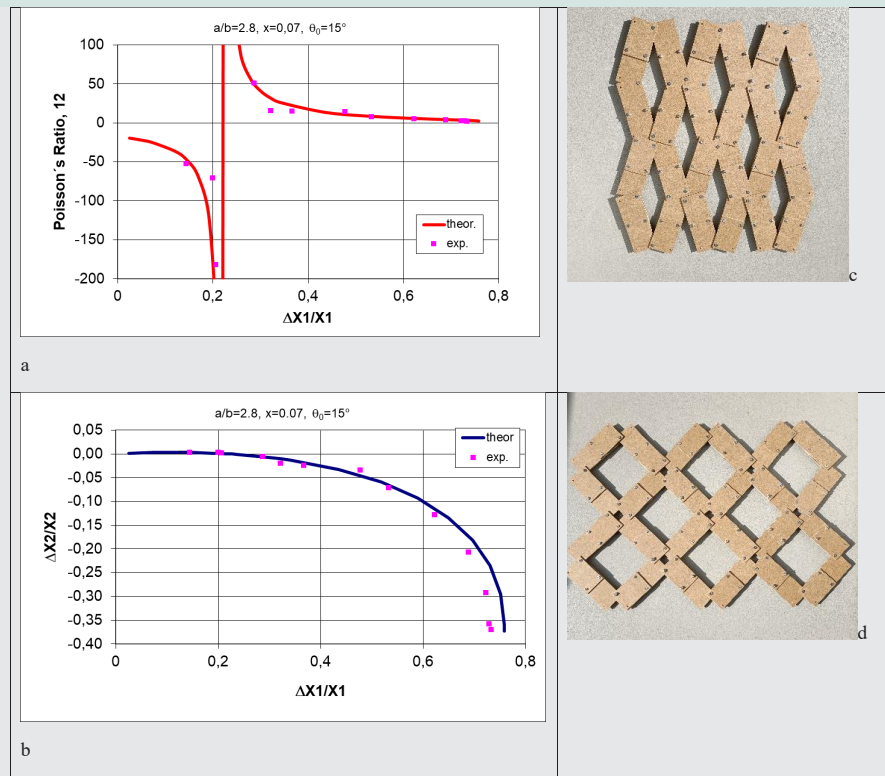 a/b=2.8, x=0,07, θ₀=15°
100
50
0
-50
-100
-150
-200
Poisson´s Ratio, 12
theor.
exp.
0
0,2
0,4
0,6
0,8
ΔX1/X1
a
c
a/b=2.8, x=0.07, θ₀=15°
0,05
0,00
-0,05
-0,10
-0,15
-0,20
-0,25
-0,30
-0,35
-0,40
ΔX2/X2
theor
exp.
0
0,2
0,4
0,6
0,8
ΔX1/X1
b
d